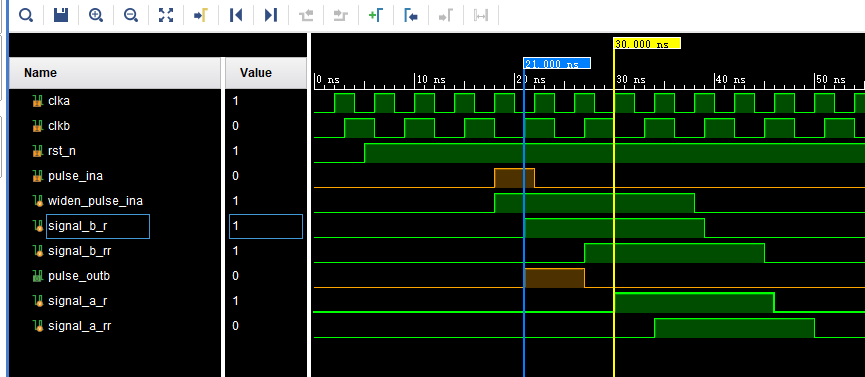 30.000 ns
21.000 ns
Name Value
0 ns 10 ns 20 ns 30 ns 40 ns 50 ns
clka 1
clkb 0
rst_n 1
pulse_ina 0
widen_pulse_ina 1
signal_b_r 1
signal_b_rr 1
pulse_outb 0
signal_a_r 1
signal_a_rr 0